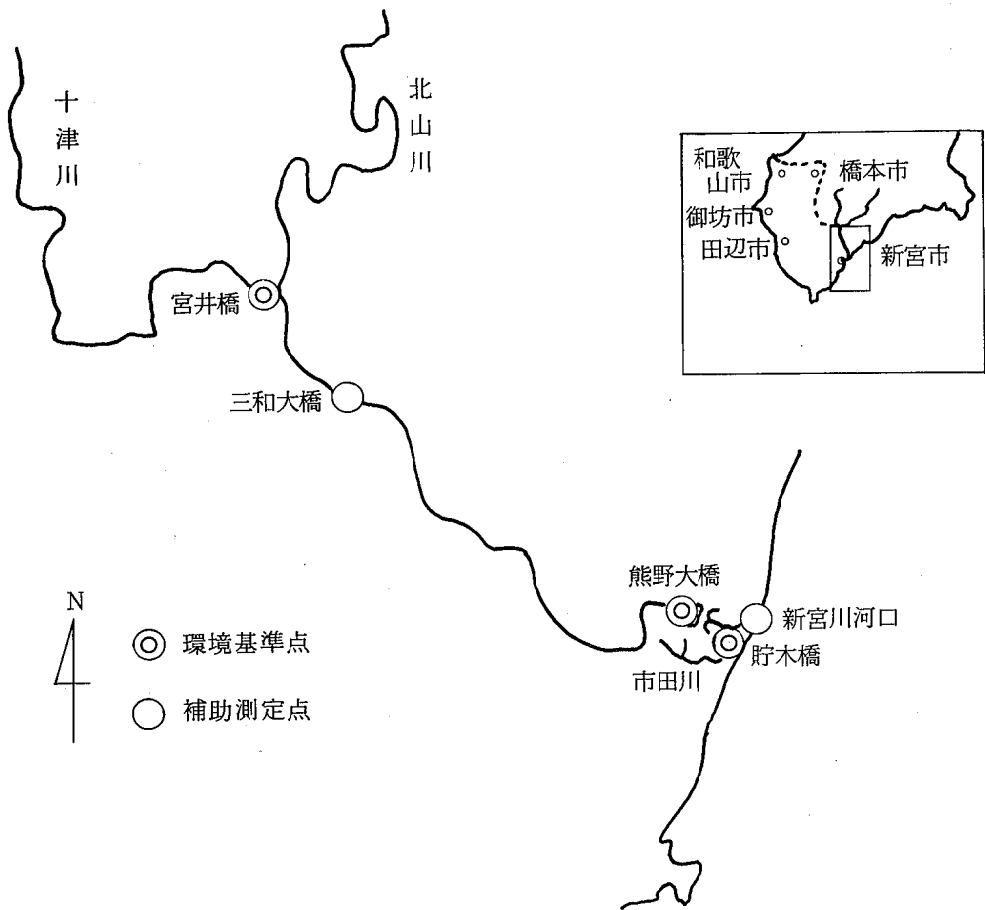 十津川
北山川
和歌
山市
橋本市
御坊市
田辺市
新宮市
宮井橋
三和大橋
熊野大橋
新宮川河口
貯木橋
市田川
N
環境基準点
補助測定点